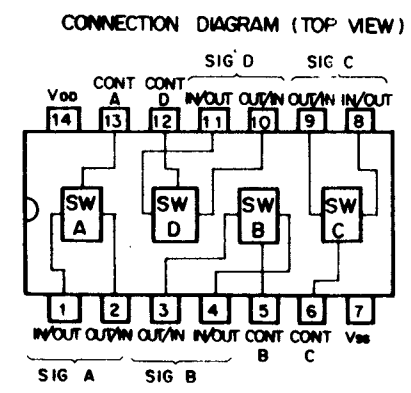 CONNECTION DIAGRAM (TOP VIEW)
SIG D SIG C
VDD CONT A CONT D IN/OUT OUT/IN OUT/IN IN/OUT
14 13 12 11 10 9 8
SW A SW D SW B SW C
1 2 3 4 5 6 7
IN/OUT OUT/IN OUT/IN IN/OUT CONT B CONT C VSS
SIG A SIG B